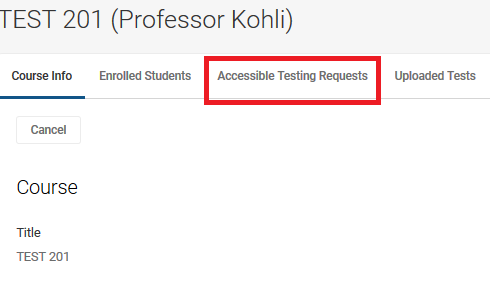 TEST 201 (Professor Kohli)
Course Info Enrolled Students Accessible Testing Requests Uploaded Tests
Cancel
Course
Title
TEST 201